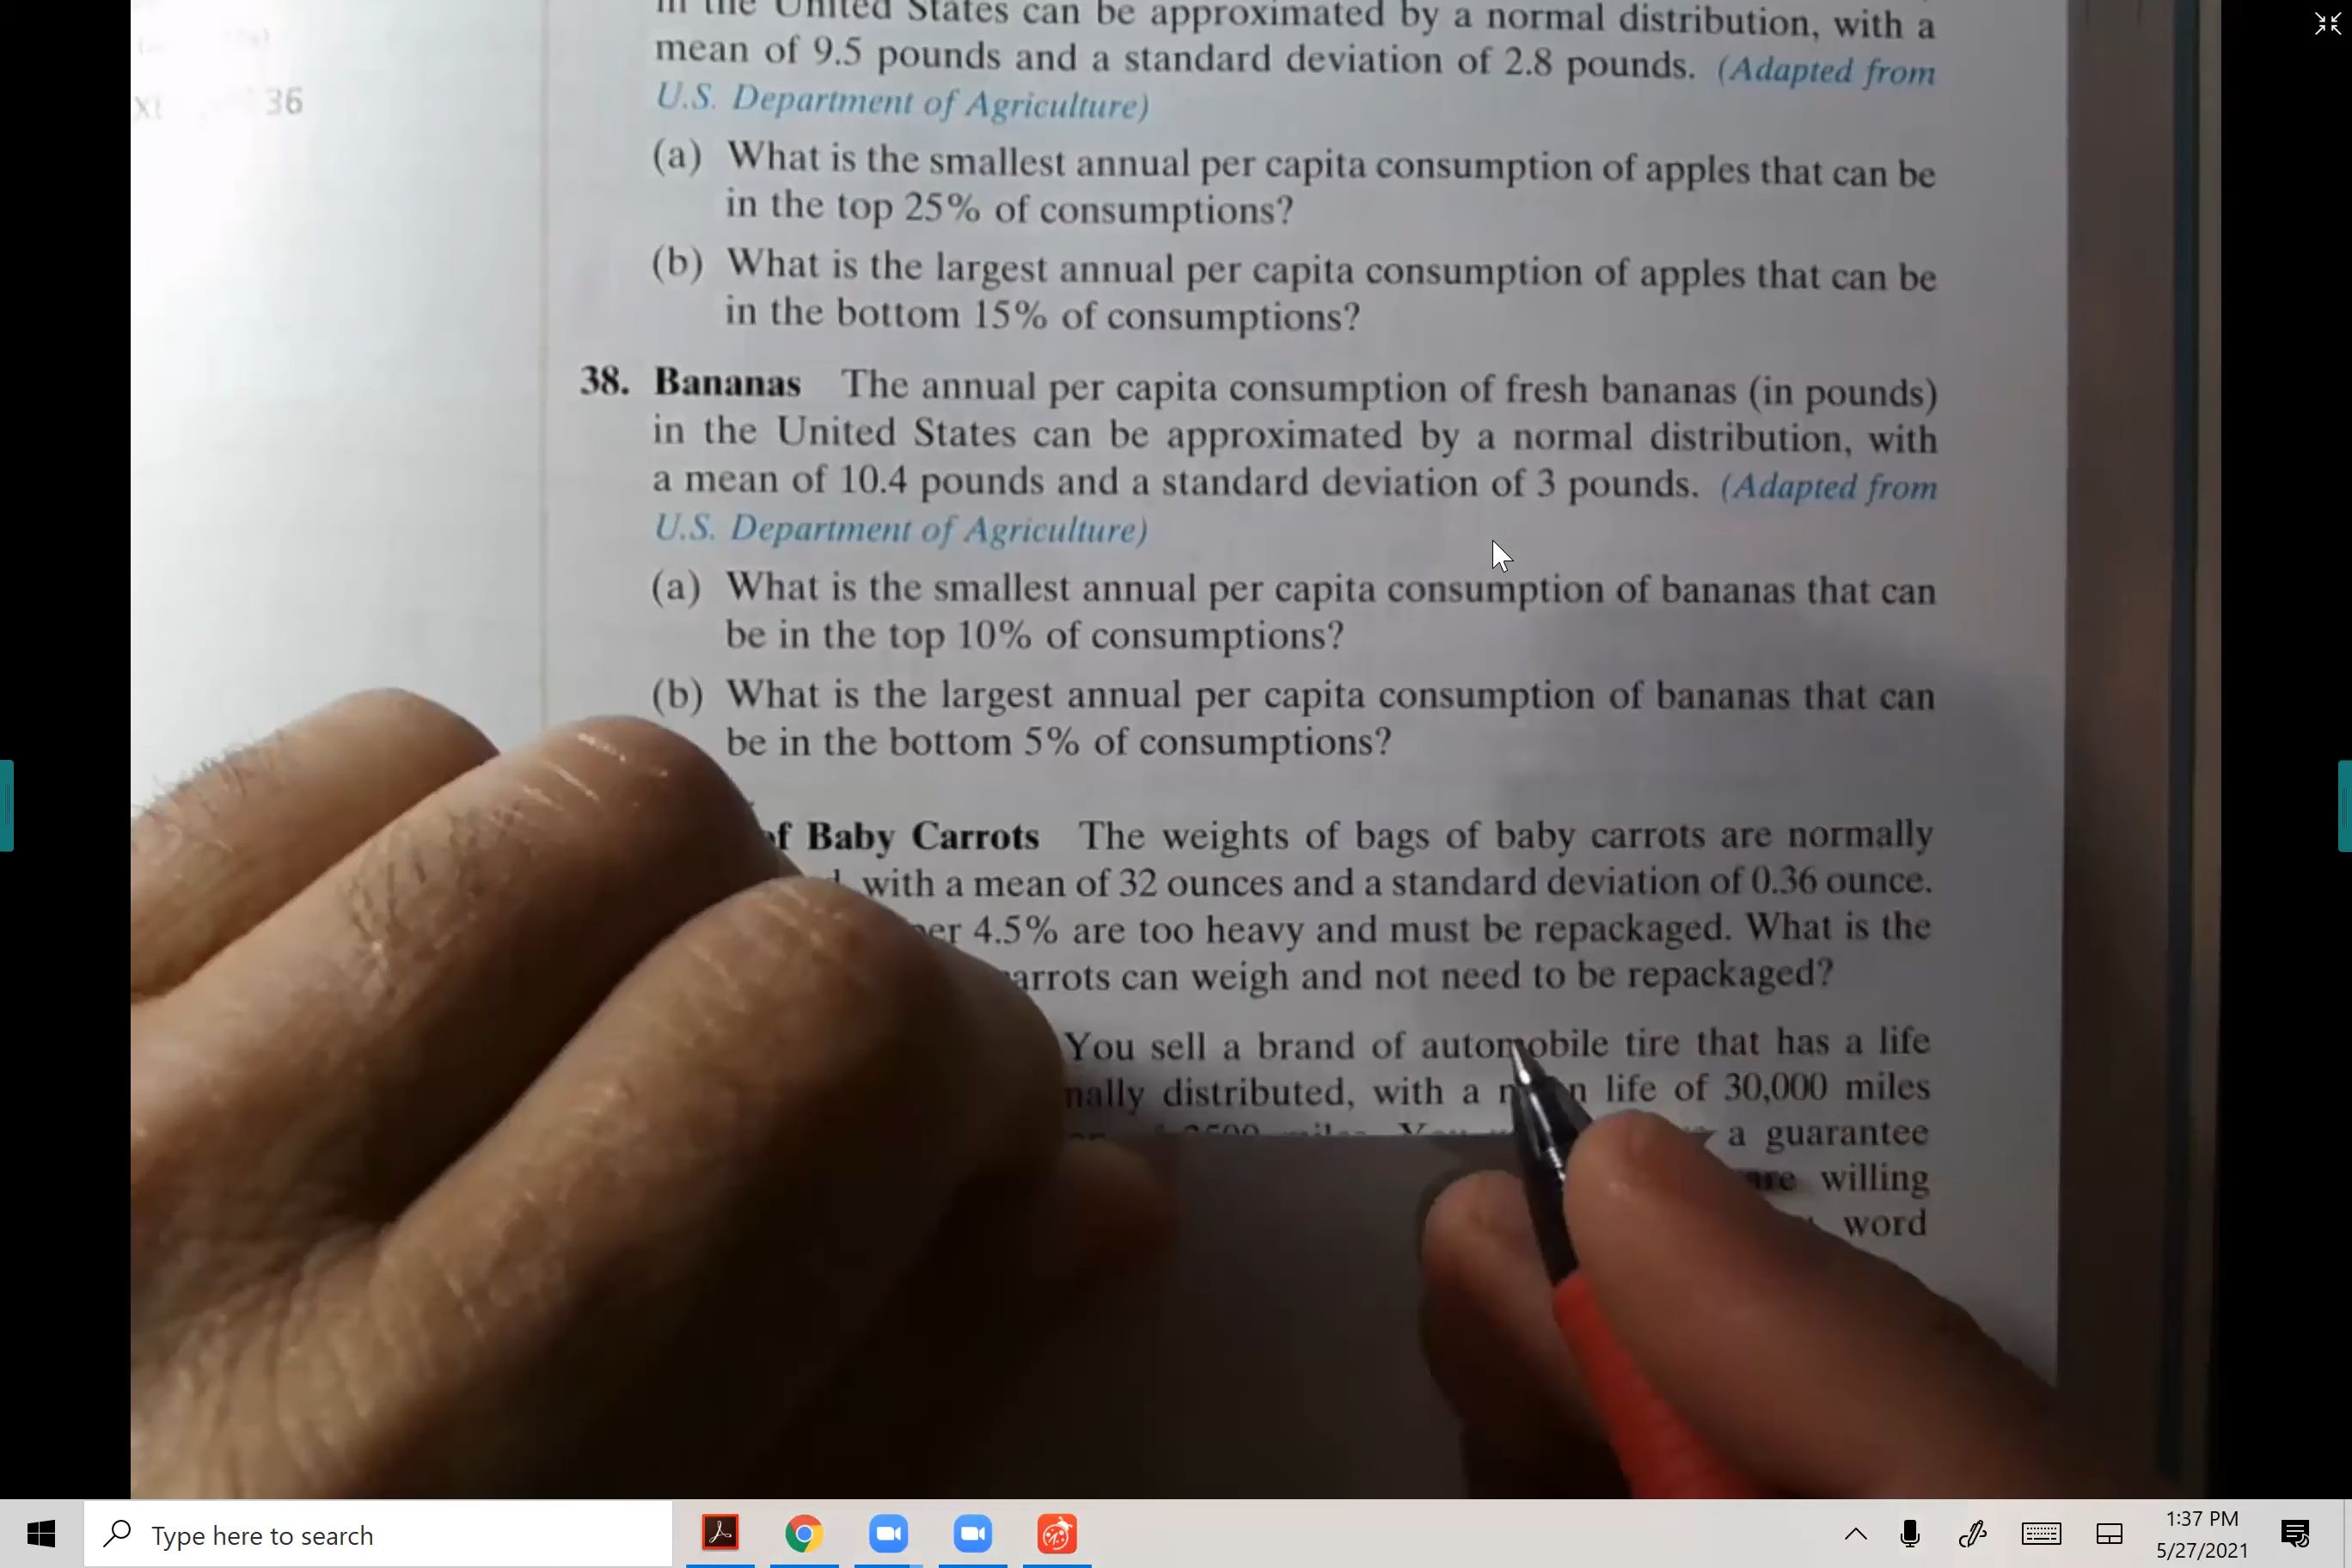 in the United States can be approximated by a normal distribution, with a
mean of 9.5 pounds and a standard deviation of 2.8 pounds. (Adapted from
U.S. Department of Agriculture)
36
(a) What is the smallest annual per capita consumption of apples that can be
in the top 25% of consumptions?
(b) What is the largest annual per capita consumption of apples that can be
in the bottom 15% of consumptions?
38. Bananas The annual per capita consumption of fresh bananas (in pounds)
in the United States can be approximated by a normal distribution, with
a mean of 10.4 pounds and a standard deviation of 3 pounds. (Adapted from
U.S. Department of Agriculture)
(a) What is the smallest annual per capita consumption of bananas that can
be in the top 10% of consumptions?
(b) What is the largest annual per capita consumption of bananas that can
be in the bottom 5% of consumptions?
of Baby Carrots The weights of bags of baby carrots are normally
with a mean of 32 ounces and a standard deviation of 0.36 ounce.
4.5% are too heavy and must be repackaged. What is the
carrots can weigh and not need to be repackaged?
You sell a brand of automobile tire that has a life
distributed, with a life of 30,000 miles
a guarantee
are willing
word
Type here to search
1:37 PM
5/27/2021